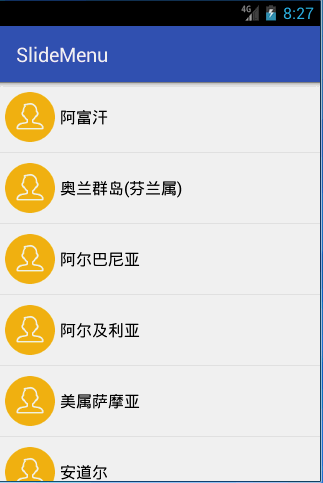 4G 8:27
SlideMenu
阿富汗
奥兰群岛(芬兰属)
阿尔巴尼亚
阿尔及利亚
美属萨摩亚
安道尔